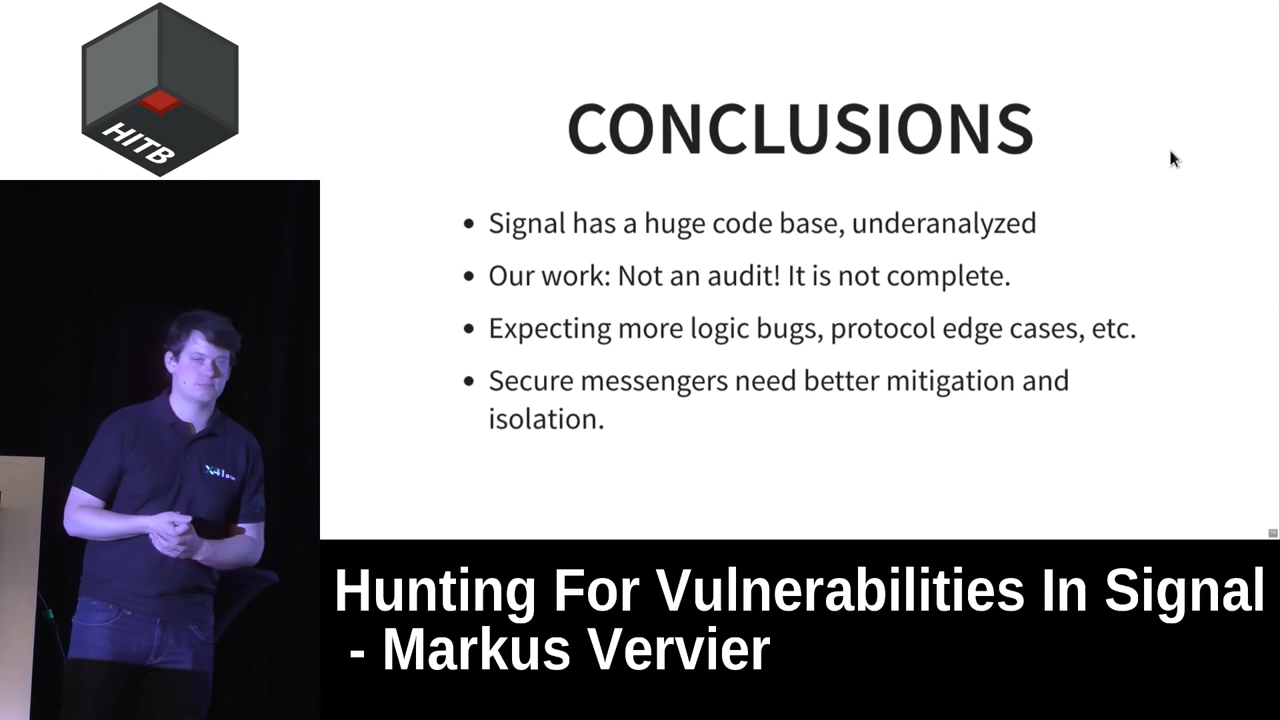 HITB
CONCLUSIONS
Signal has a huge code base, underanalyzed
Our work: Not an audit! It is not complete.
Expecting more logic bugs, protocol edge cases, etc.
Secure messengers need better mitigation and
isolation.
Hunting For Vulnerabilities In Signal
- Markus Vervier